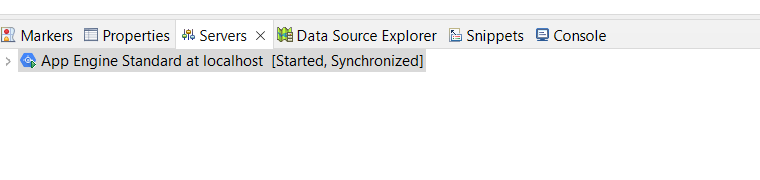 Markers Properties Servers Data Source Explorer Snippets Console
App Engine Standard at localhost [Started, Synchronized]